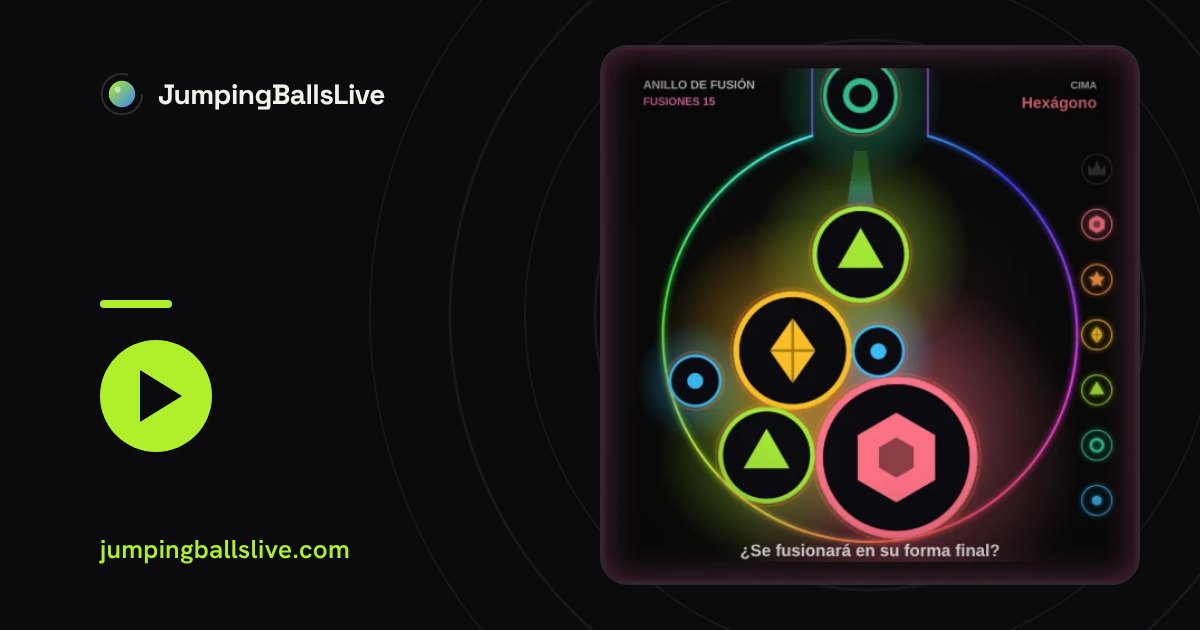 JumpingBallsLive
jumpingballslive.com
ANILLO DE FUSIÓN
FUSIONES 15
CIMA
Hexágono
¿Se fusionará en su forma final?